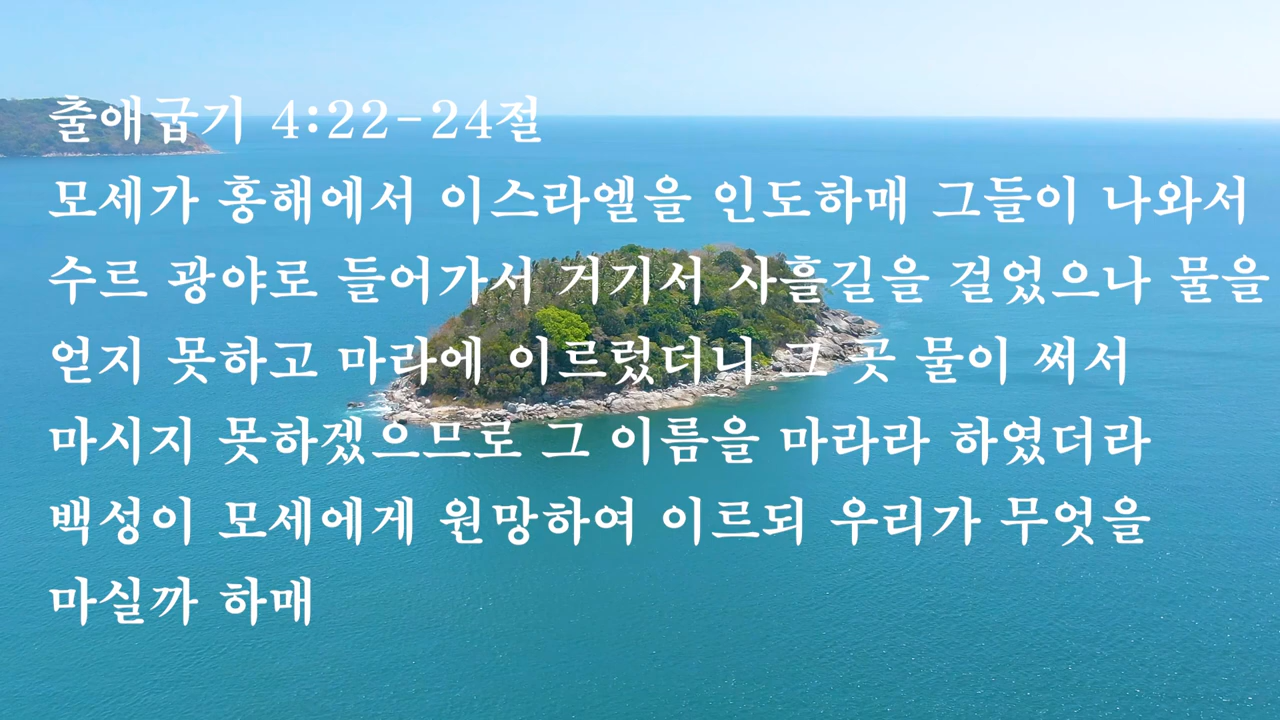 출애굽기 4:22-24절
모세가 홍해에서 이스라엘을 인도하매 그들이 나와서
수르 광야로 들어가서 거기서 사흘길을 걸었으나 물을
얻지 못하고 마라에 이르렀더니 그 곳 물이 써서
마시지 못하겠으므로 그 이름을 마라라 하였더라
백성이 모세에게 원망하여 이르되 우리가 무엇을
마실까 하매